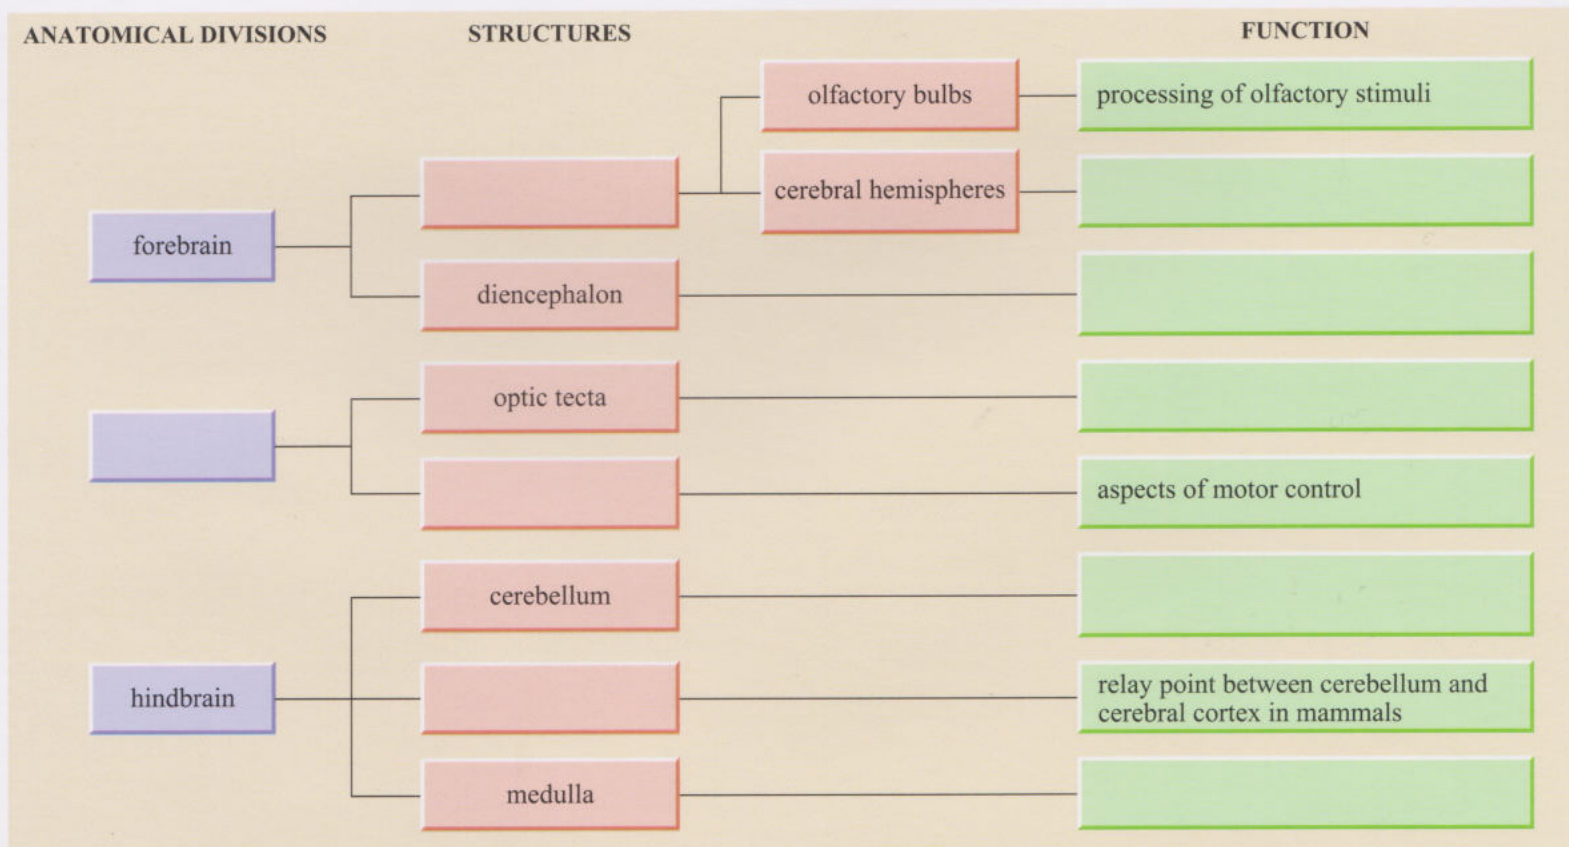 ANATOMICAL DIVISIONS
STRUCTURES
FUNCTION
olfactory bulbs
processing of olfactory stimuli
cerebral hemispheres
forebrain
diencephalon
optic tecta
aspects of motor control
cerebellum
hindbrain
relay point between cerebellum and
cerebral cortex in mammals
medulla